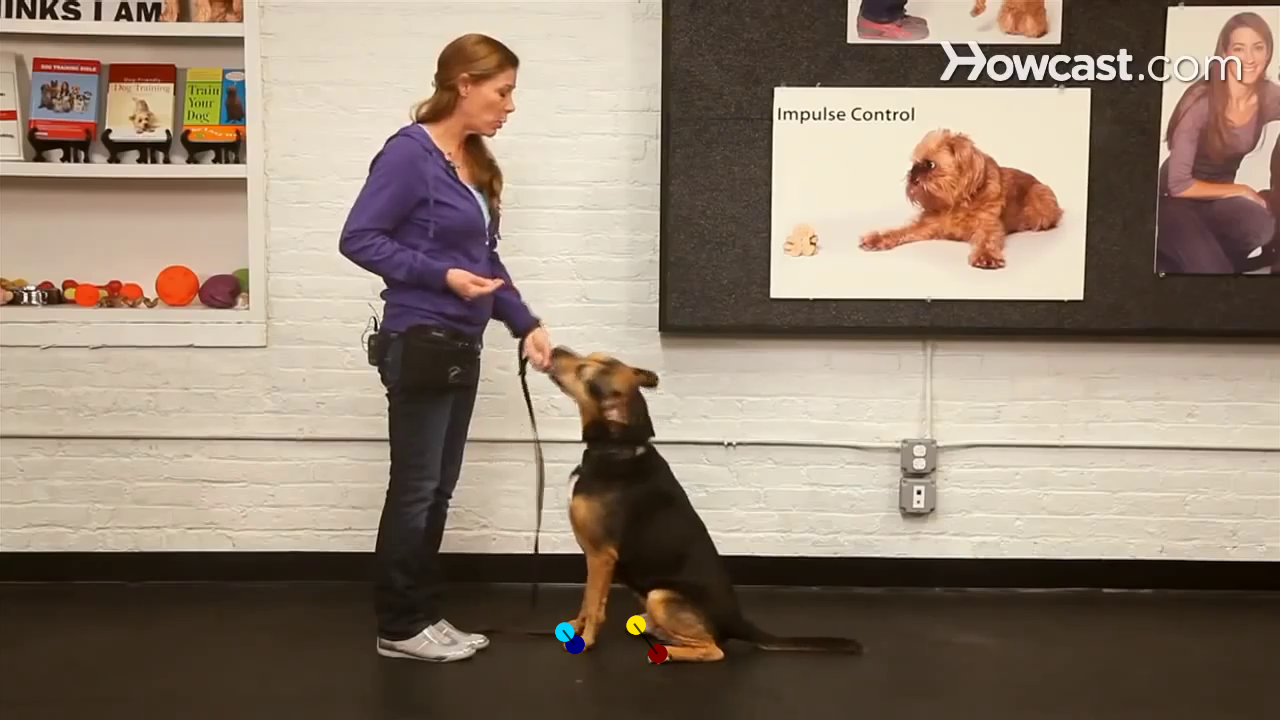 INKS I AM
Howcast.com
DOG TRAINING BIBLE
Dog-Friendly
Dog Training
Train
Your
Dog
Impulse Control